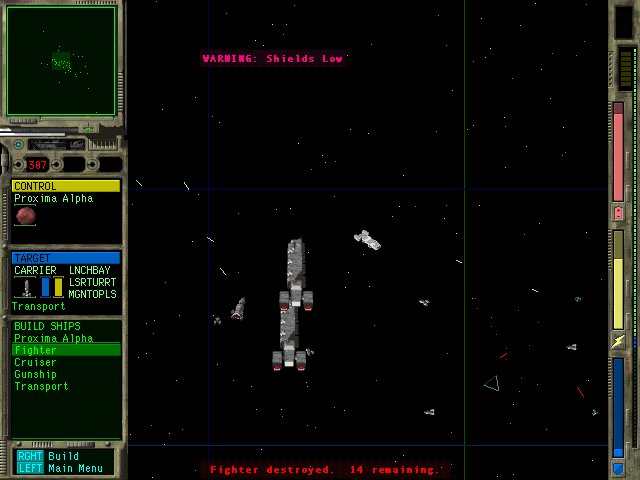 WARNING: Shields Low
307
CONTROL
Proxima Alpha
TARGET
CARRIER LNCHBAY
LSRTURRT
MGNTOPLS
Transport
BUILD SHIPS
Proxima Alpha
Fighter
Cruiser
Gunship
Transport
RGHT Build
LEFT Main Menu
Fighter destroyed. 14 remaining.